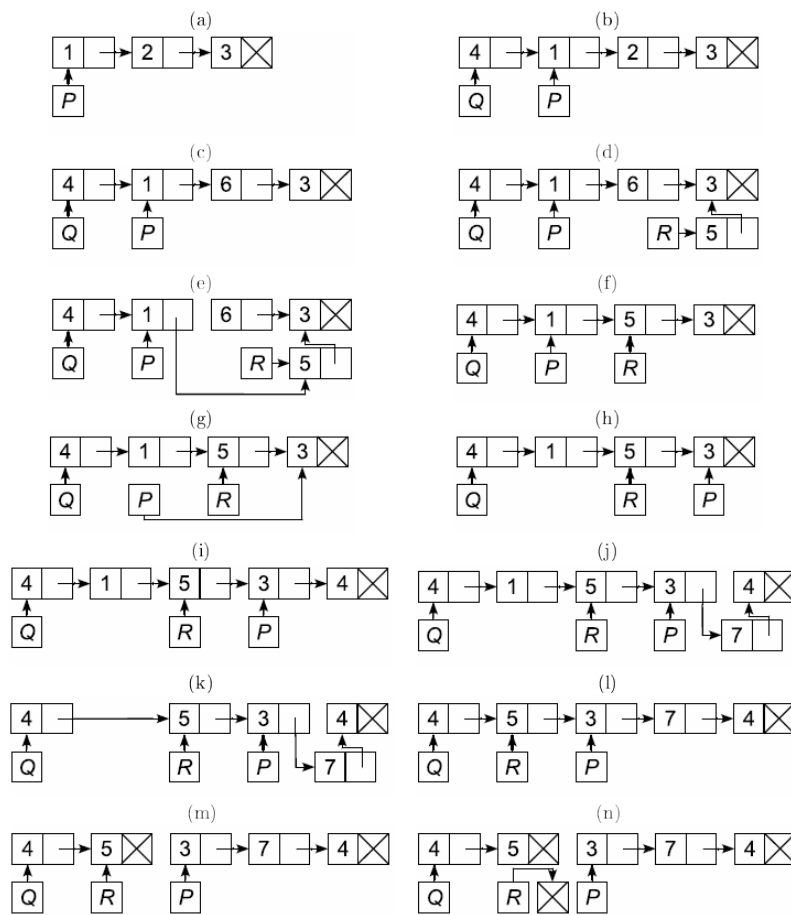 (a) (b)
1 2 3 4 1 2 3
P Q P
(c) (d)
4 1 6 3 4 1 6 3
Q P Q P R 5
(e) (f)
4 1 6 3 4 1 5 3
Q P R 5 Q P R
(g) (h)
4 1 5 3 4 1 5 3
Q P R Q R P
(i) (j)
4 1 5 3 4 4 1 5 3 4
Q R P Q R P 7
(k) (l)
4 5 3 4 4 5 3 7 4
Q R P 7 Q R P
(m) (n)
4 5 3 7 4 4 5 3 7 4
Q R P Q R P